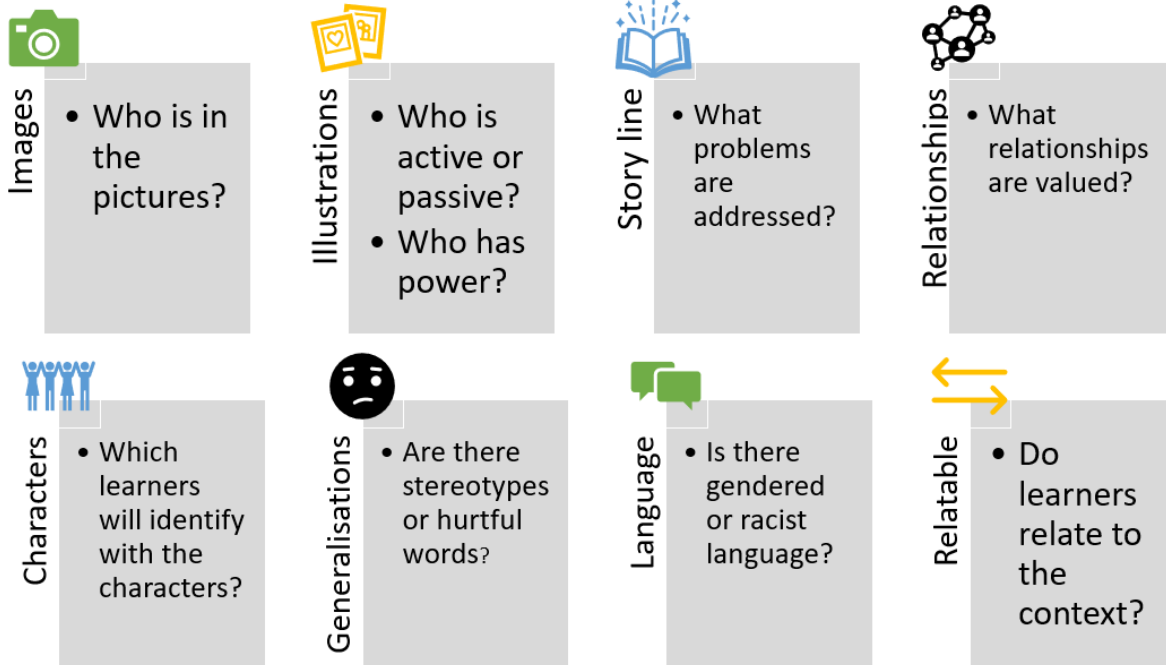 Images
• Who is in
the
pictures?
Illustrations
• Who is
active or
passive?
• Who has
power?
Story line
• What
problems
are
addressed?
Relationships
• What
relationships
are valued?
Characters
• Which
learners
will identify
with the
characters?
Generalisations
• Are there
stereotypes
or hurtful
words?
Language
• Is there
gendered
or racist
language?
Relatable
• Do
learners
relate to
the
context?